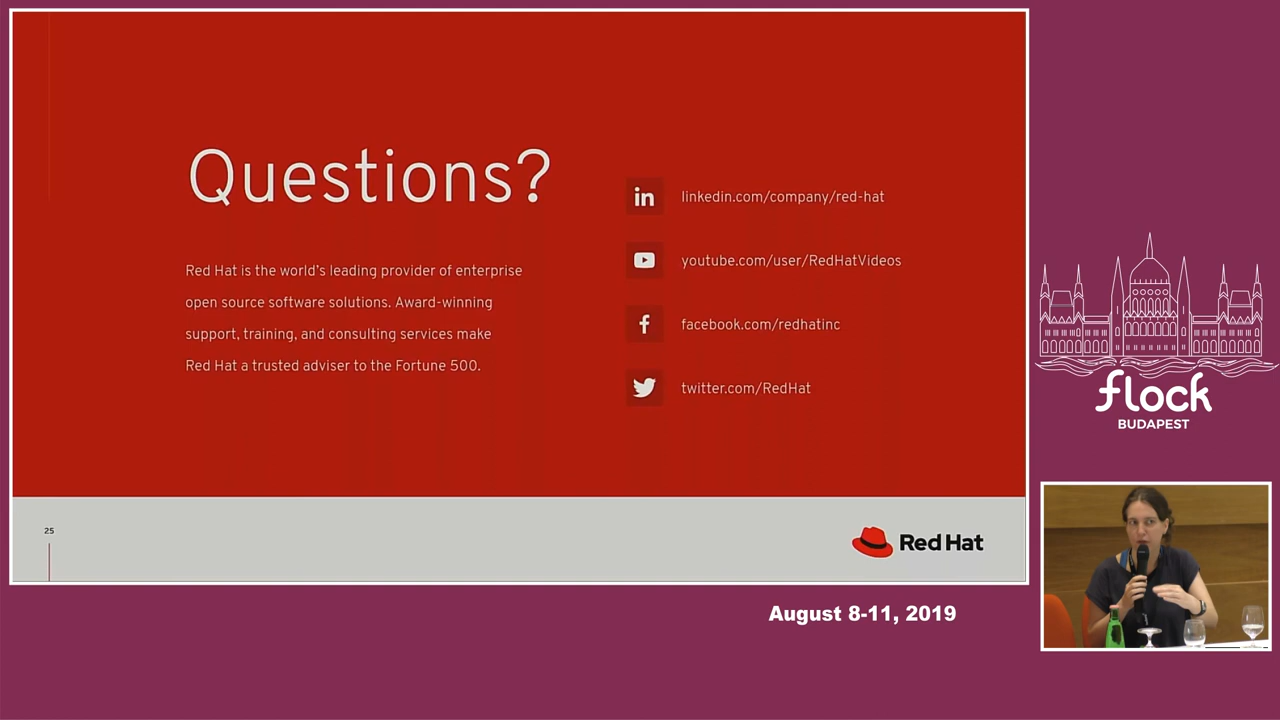 Questions?
Red Hat is the world's leading provider of enterprise
open source software solutions. Award-winning
support, training, and consulting services make
Red Hat a trusted adviser to the Fortune 500.
linkedin.com/company/red-hat
youtube.com/user/RedHatVideos
facebook.com/redhatinc
twitter.com/RedHat
25
Red Hat
flock
BUDAPEST
August 8-11, 2019